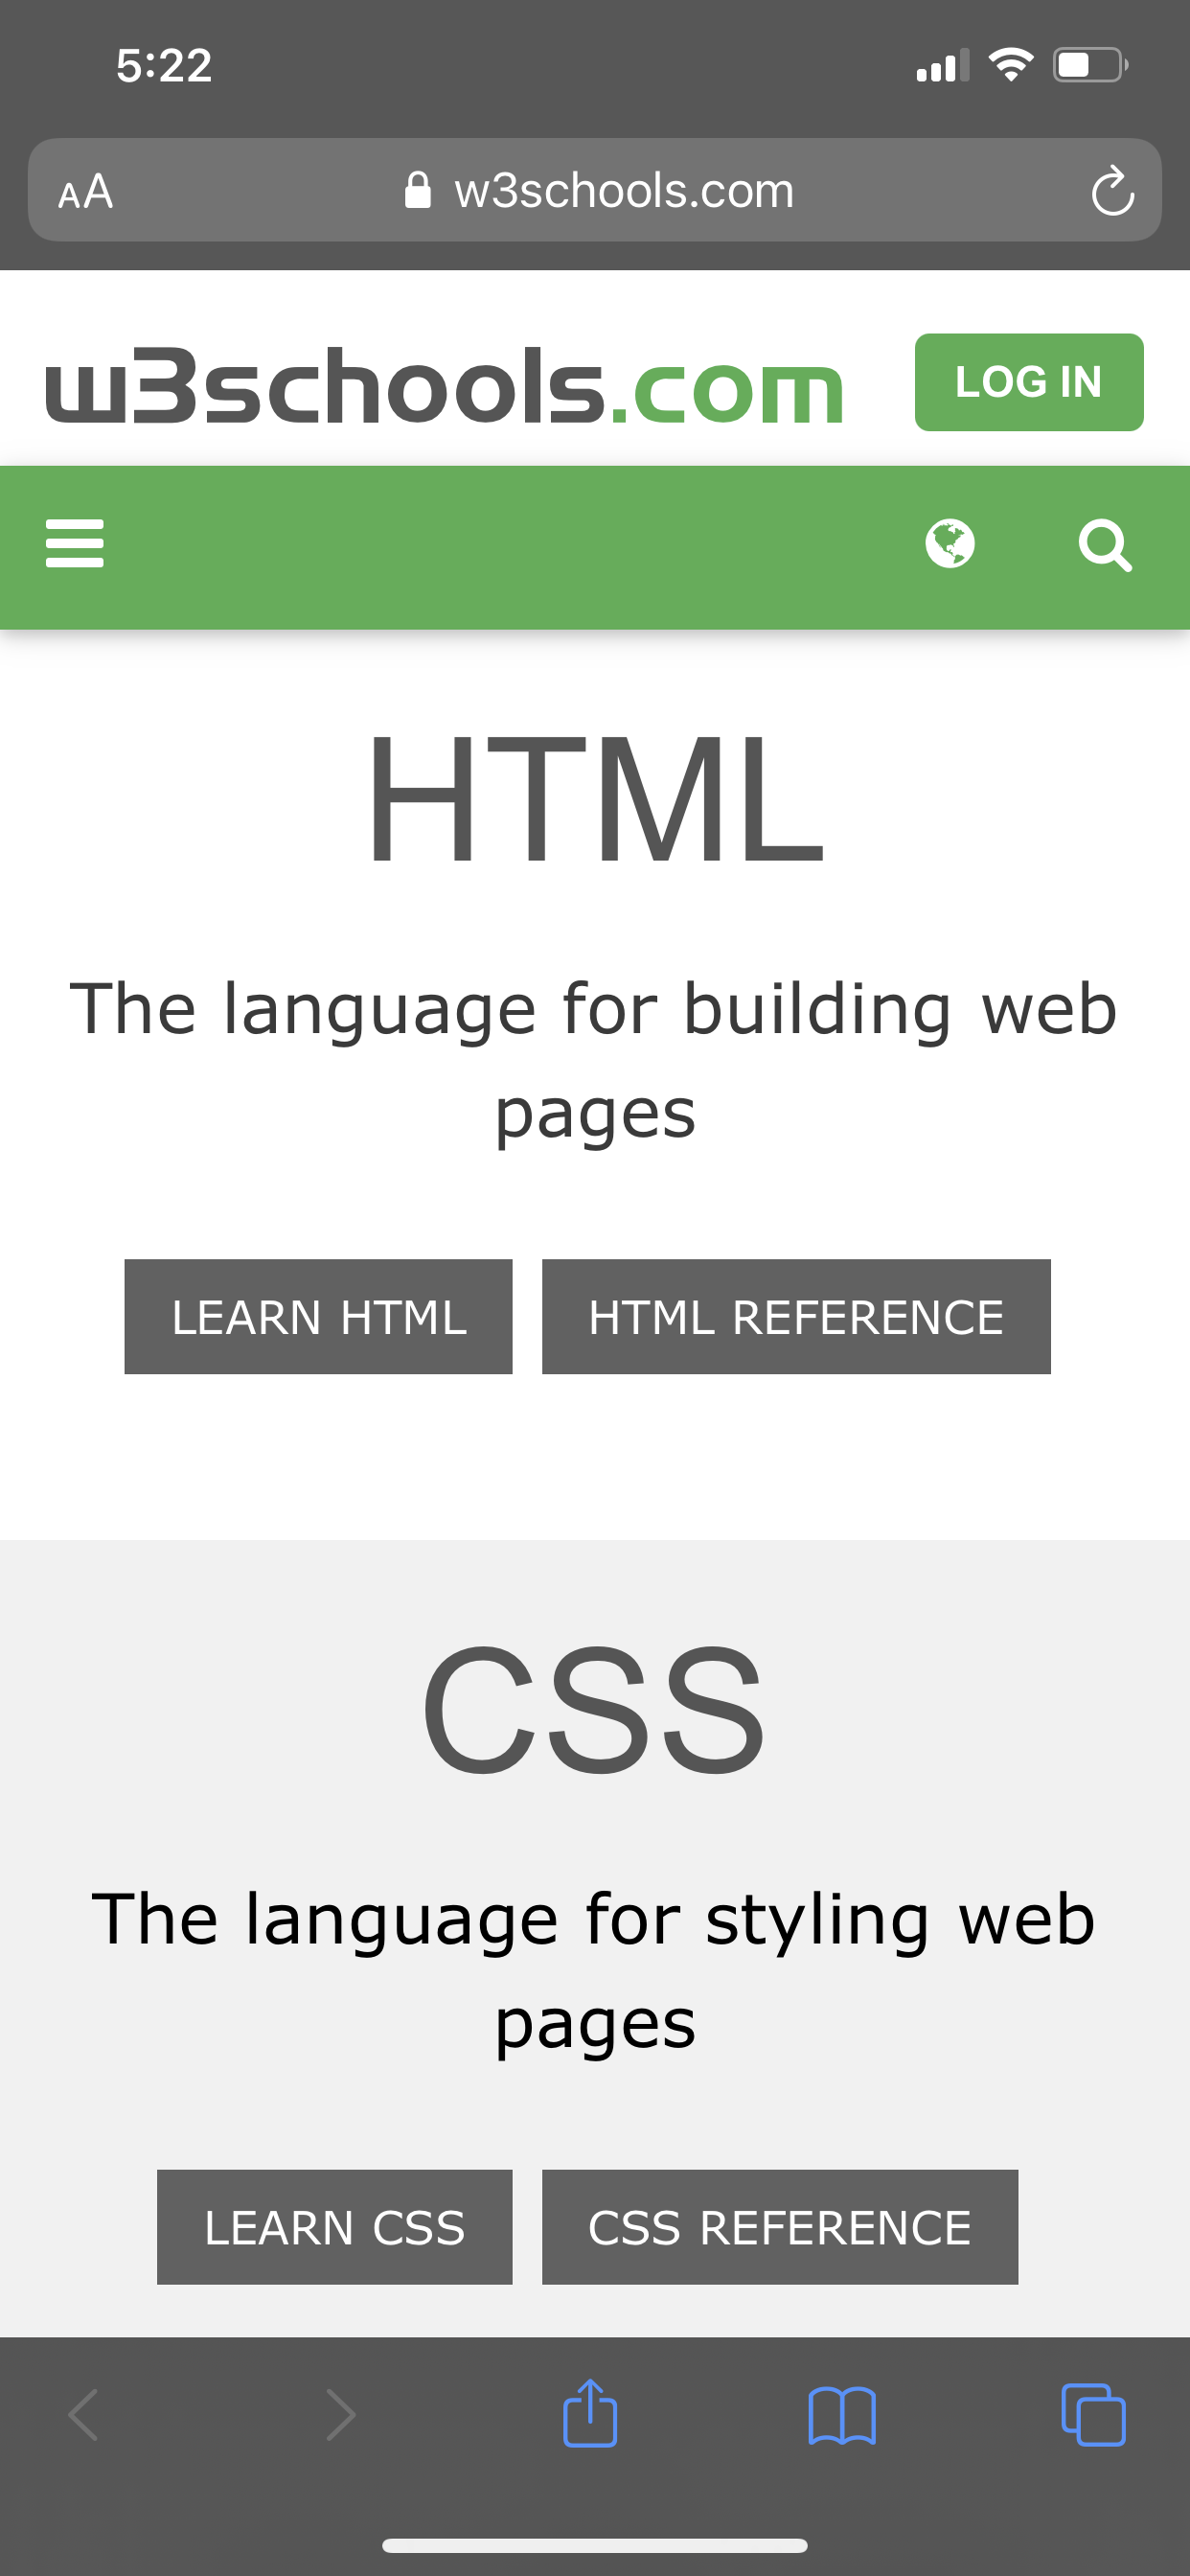 5:22
AA
w3schools.com
w3schools.com
LOG IN
HTML
The language for building web
pages
LEARN HTML
HTML REFERENCE
CSS
The language for styling web
pages
LEARN CSS
CSS REFERENCE